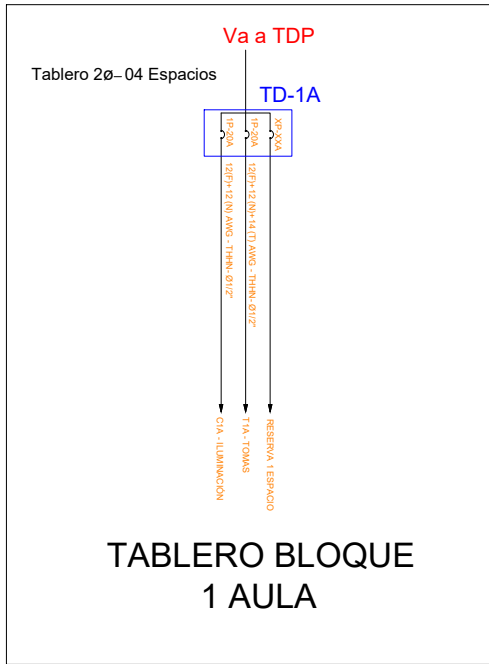 Va a TDP
Tablero 2ø–04 Espacios
TD-1A
1P-20A
1P-20A
XP-XXA
12(F)+12 (N) AWG - THHN- Ø1/2"
12(F)+12 (N)+14 (T) AWG - THHN- Ø1/2"
C1A - ILUMINACIÓN
T1A - TOMAS
RESERVA 1 ESPACIO
TABLERO BLOQUE
1 AULA